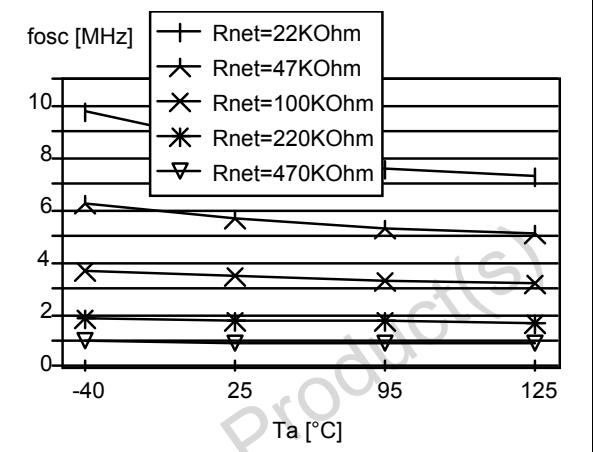 fosc [MHz]
Rnet=22KOhm
Rnet=47KOhm
Rnet=100KOhm
Rnet=220KOhm
Rnet=470KOhm
10
8
6
4
2
0
-40 25 95 125
Ta [°C]
Product(s)